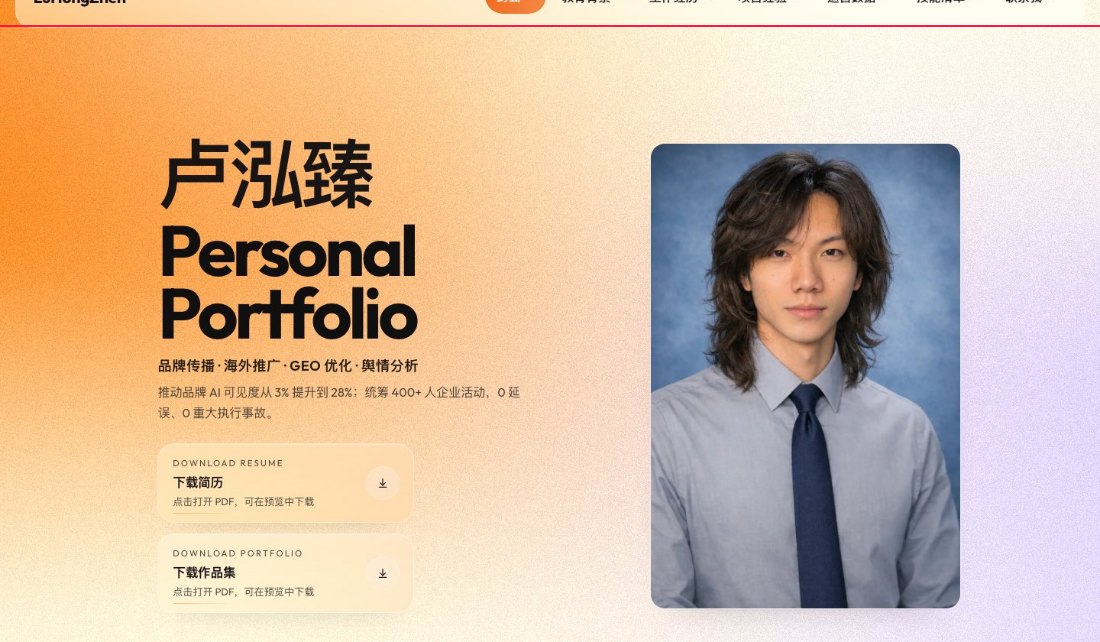 卢泓臻
Personal
Portfolio
品牌传播·海外推广·GEO 优化·舆情分析
推动品牌 AI 可见度从 3% 提升到 28%；统筹 400+ 人企业活动，0 延
误、0 重大执行事故。
DOWNLOAD RESUME
下载简历
点击打开 PDF，可在预览中下载
DOWNLOAD PORTFOLIO
下载作品集
点击打开 PDF，可在预览中下载